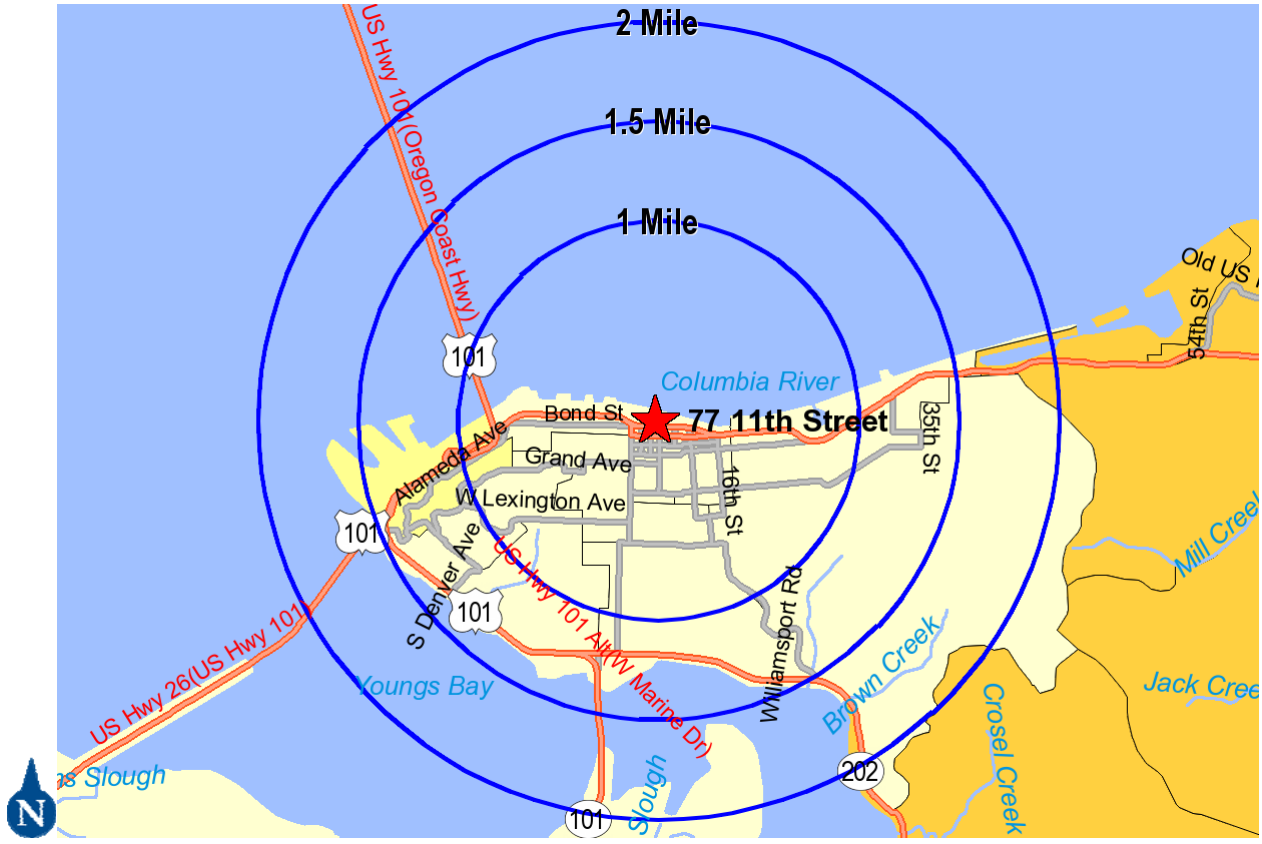 2 Mile
US Hwy 101(Oregon Coast Hwy)
1.5 Mile
1 Mile
Old US
54th St
101
Columbia River
Bond St
77 11th Street
35th St
Alameda Ave
Grand Ave
W Lexington Ave
16th St
101
Mill Creek
S Denver Ave
US Hwy 101 Alt(W Marine Dr)
101
Williamsport Rd
US Hwy 26(US Hwy 101)
Brown Creek
Youngs Bay
Jack Cree
Crosel Creek
Slough
202
Slough
101
N